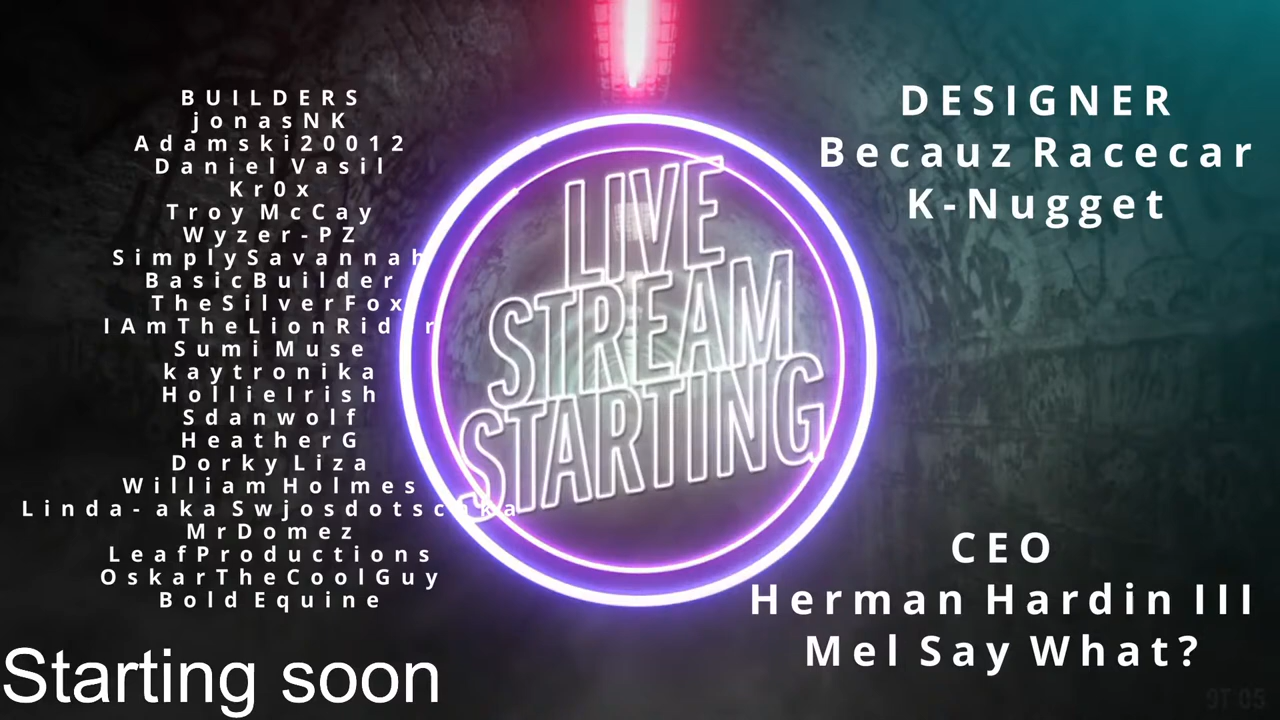 BUILDERS
jonasNK
Adamski20012
Daniel Vasil
Kr0x
Troy McCay
Wyzer-PZ
SimplySavannah
BasicBuilder
TheSilverFox
IAmTheLionRider
Sumi Muse
kaytronika
HollieIrish
Sdanwolf
HeatherG
Dorky Liza
William Holmes
Linda- aka Swjosdotschka
MrDomez
LeafProductions
OskarTheCoolGuy
Bold Equine
Starting soon
LIVE
STREAM
STARTING
DESIGNER
Becauz Racecar
K-Nugget
CEO
Herman Hardin III
Mel Say What?